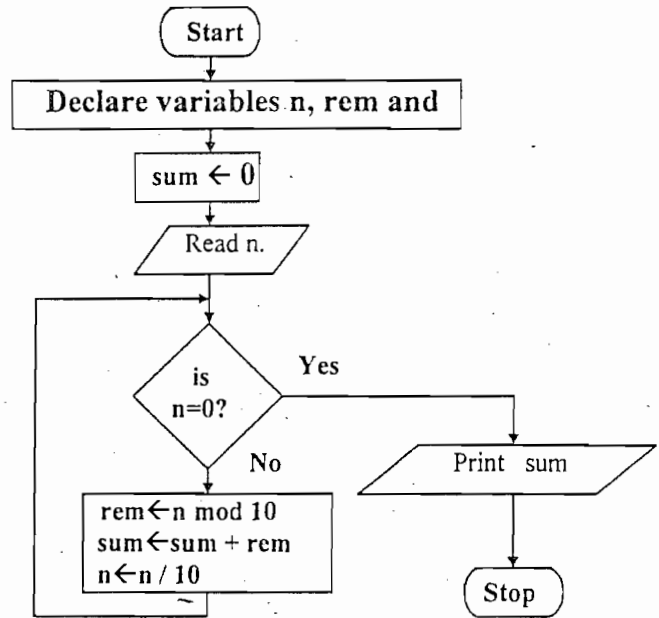 Start
Declare variables n, rem and
sum ← 0
Read n.
is
n=0?
Yes
No
rem←n mod 10
sum←sum + rem
n←n / 10
Print sum
Stop